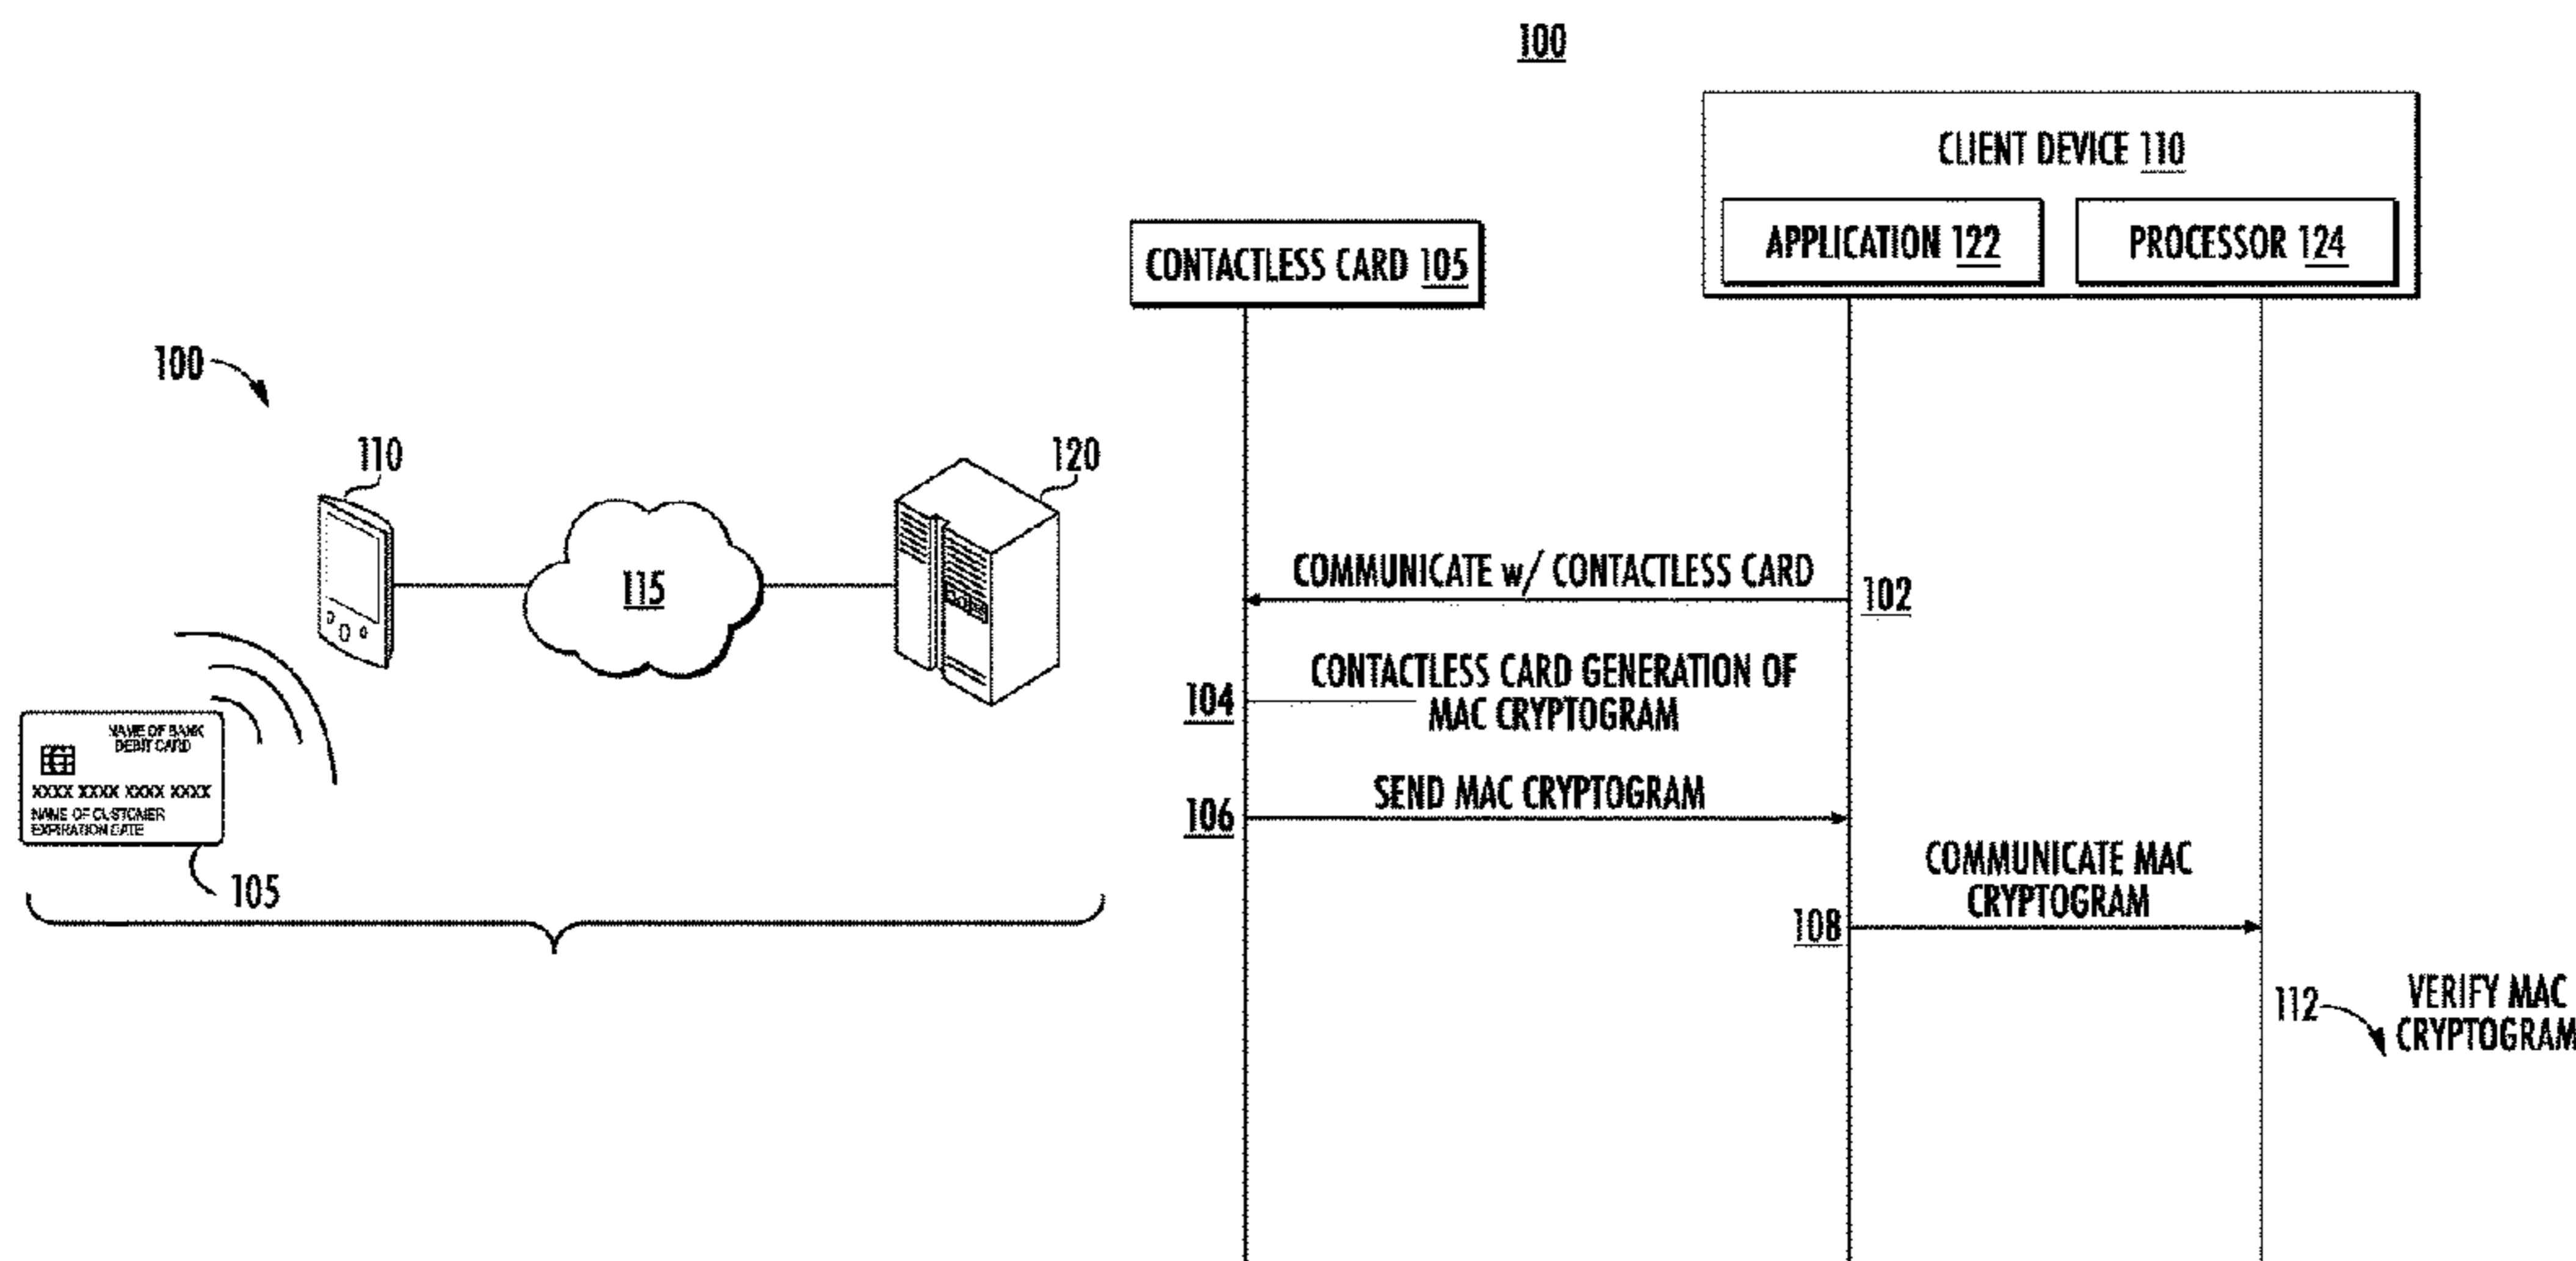 100
110
115
120
NAME OF BANK
DEBIT CARD
XXXX XXXX XXXX XXXX
NAME OF CUSTOMER
EXPIRATION DATE
105
100
CLIENT DEVICE 110
APPLICATION 122
PROCESSOR 124
CONTACTLESS CARD 105
COMMUNICATE w/ CONTACTLESS CARD
102
CONTACTLESS CARD GENERATION OF
MAC CRYPTOGRAM
104
SEND MAC CRYPTOGRAM
106
COMMUNICATE MAC
CRYPTOGRAM
108
112
VERIFY MAC
CRYPTOGRAM